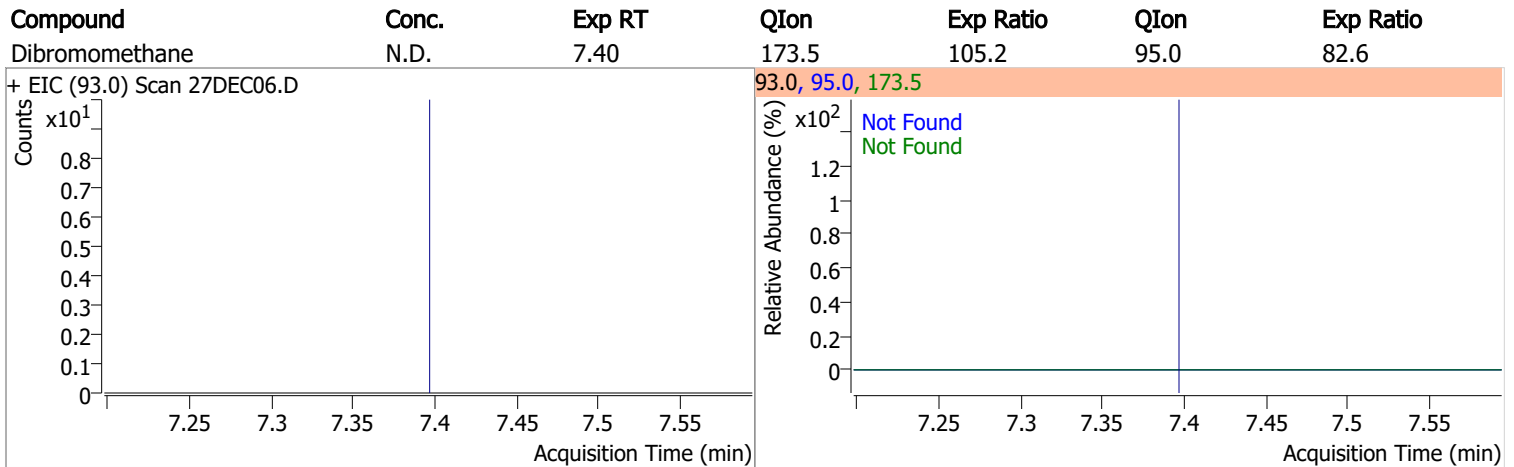 Compound Conc. Exp RT QIon Exp Ratio QIon Exp Ratio
Dibromomethane N.D. 7.40 173.5 105.2 95.0 82.6
+ EIC (93.0) Scan 27DEC06.D
Counts
x10¹
0.8
0.7
0.6
0.5
0.4
0.3
0.2
0.1
0
7.25 7.3 7.35 7.4 7.45 7.5 7.55
Acquisition Time (min)
93.0, 95.0, 173.5
Relative Abundance (%)
x10²
Not Found
Not Found
1.2
1
0.8
0.6
0.4
0.2
0
7.25 7.3 7.35 7.4 7.45 7.5 7.55
Acquisition Time (min)